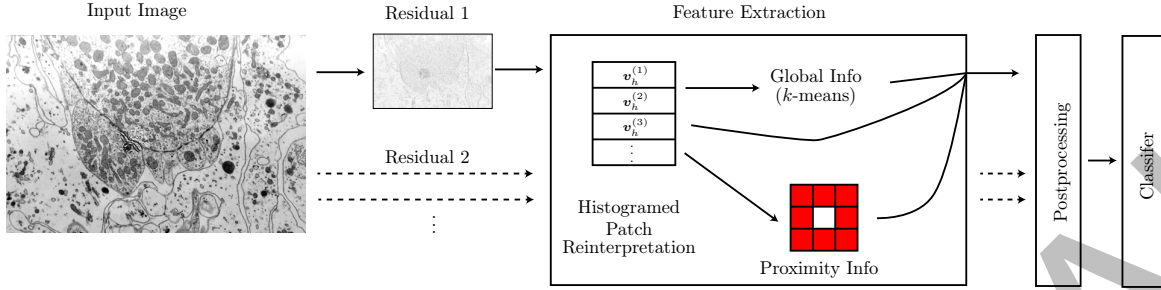 Input Image
Residual 1
Feature Extraction
v_h^(1)
v_h^(2)
v_h^(3)
⋮
Global Info
(k-means)
Residual 2
⋮
Histogramed
Patch
Reinterpretation
Proximity Info
Postprocessing
Classifer